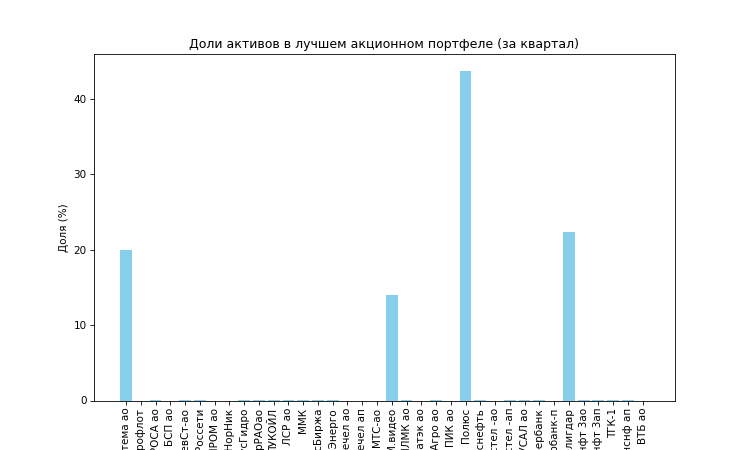 Доли активов в лучшем акционном портфеле (за квартал)
Доля (%)
40
30
20
10
0
тема ао
рофлот
РОСА ао
БСП ао
евСт-ао
Россети
ПРОМ ао
НорНик
сГидро
рРАОао
ЛУКОЙЛ
ЛСР ао
ММК
сБиржа
Энерго
ечел ао
ечел ап
МТС-ао
М.видео
ЛМК ао
атэк ао
Агро ао
ПИК ао
Полюс
снефть
стел -ао
стел -ап
УСАЛ ао
ербанк
рбанк-п
лигдар
нфт 3ао
нфт 3ап
ТГК-1
нснф ап
ВТБ ао